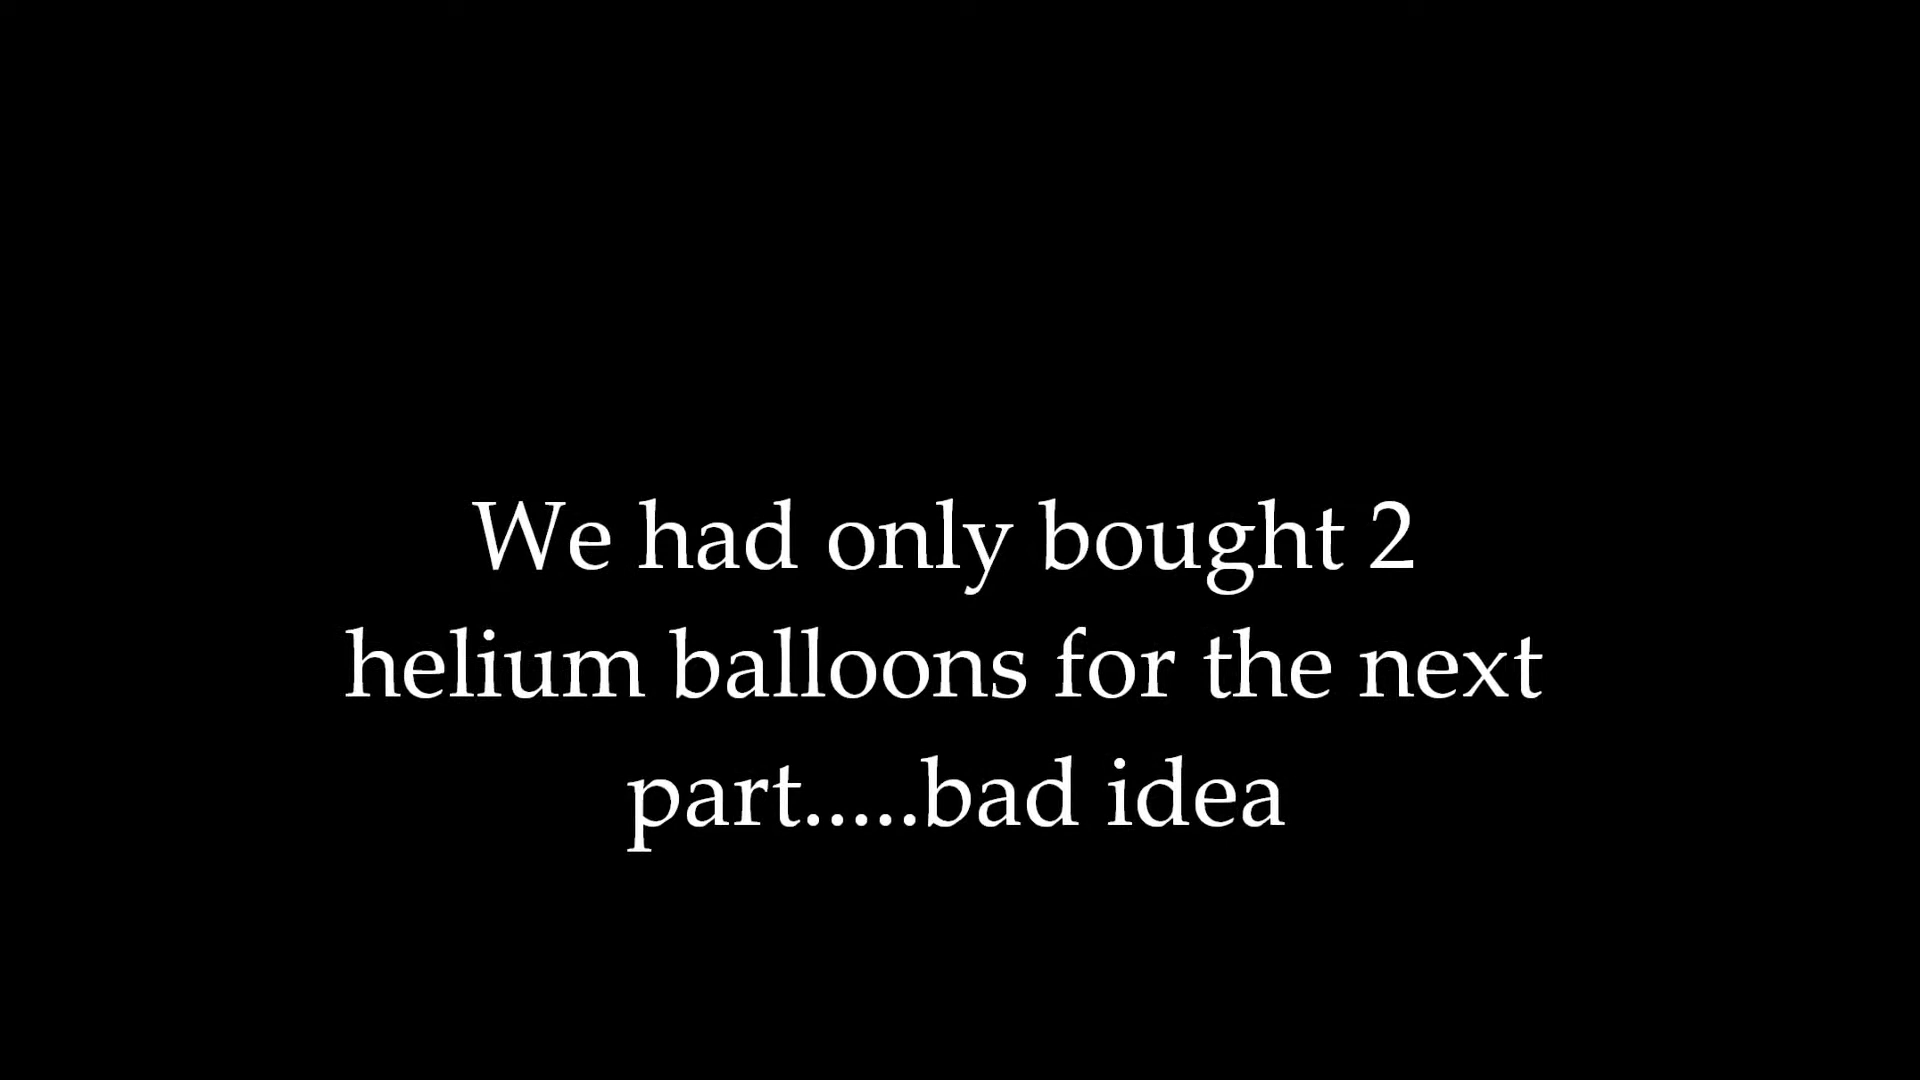 We had only bought 2
helium balloons for the next
part.....bad idea